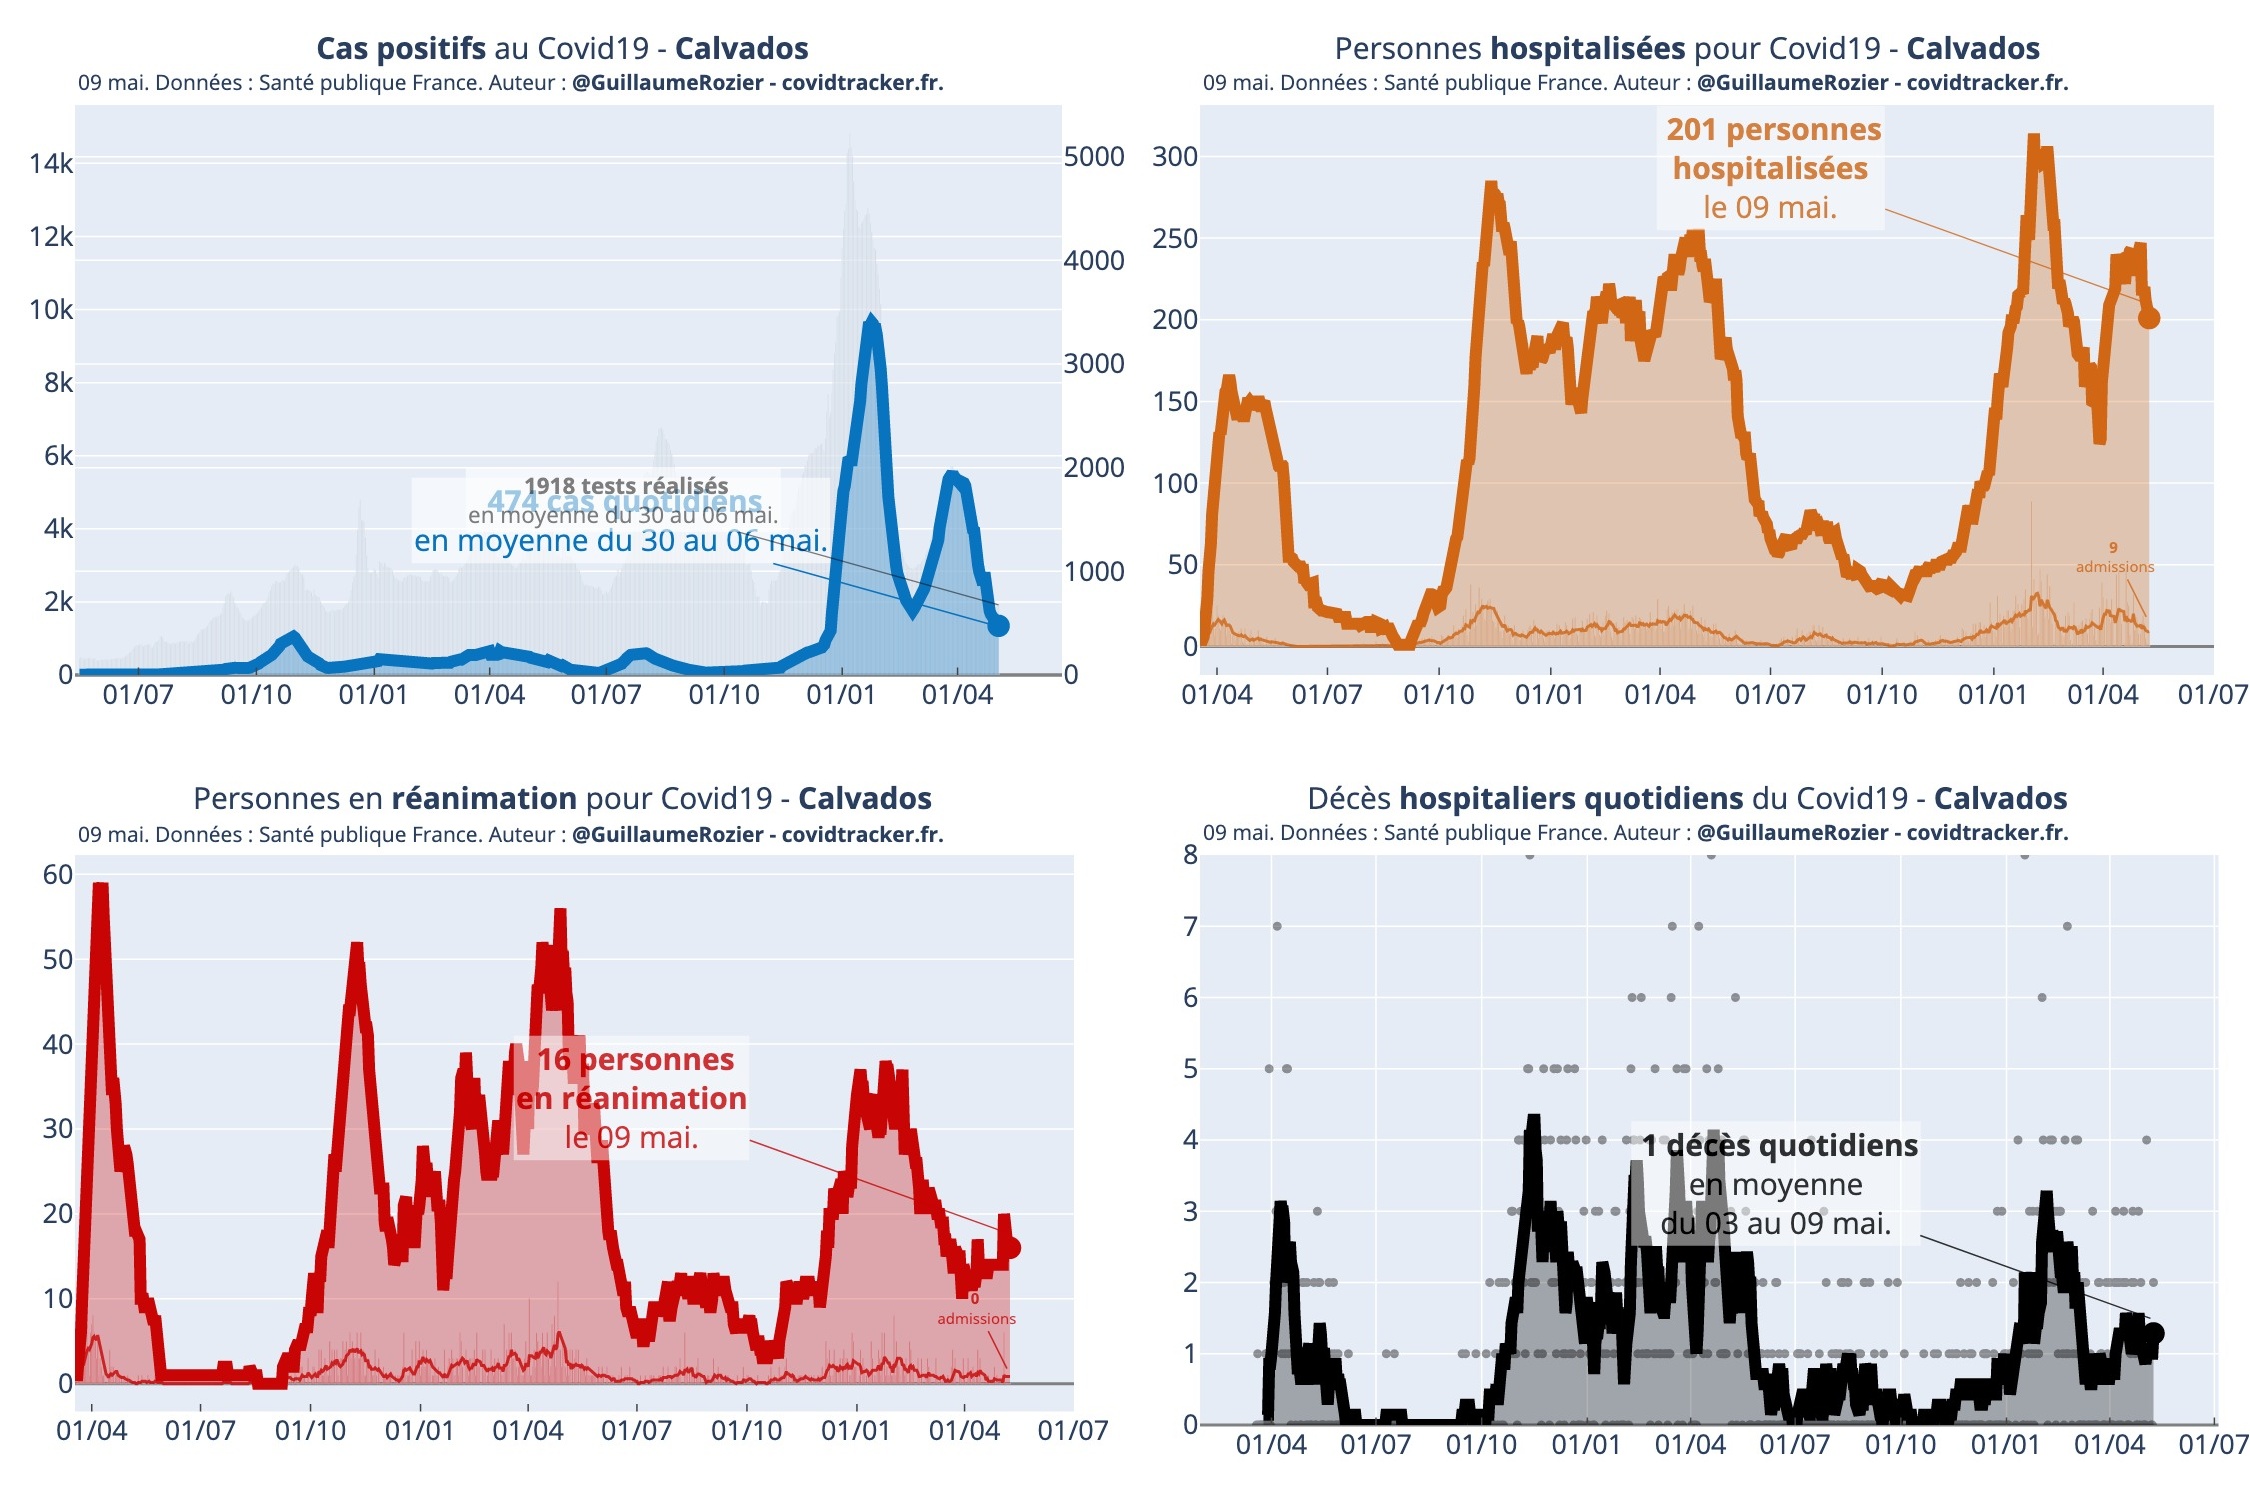 Cas positifs au Covid19 - Calvados
09 mai. Données : Santé publique France. Auteur : @GuillaumeRozier - covidtracker.fr.
14k
12k
10k
8k
6k
4k
2k
0
5000
4000
3000
2000
1000
0
1918 tests réalisés
474 cas quotidiens
en moyenne du 30 au 06 mai.
en moyenne du 30 au 06 mai.
01/07 01/10 01/01 01/04 01/07 01/10 01/01 01/04
Personnes hospitalisées pour Covid19 - Calvados
09 mai. Données : Santé publique France. Auteur : @GuillaumeRozier - covidtracker.fr.
300
250
200
150
100
50
0
201 personnes
hospitalisées
le 09 mai.
9
admissions
01/04 01/07 01/10 01/01 01/04 01/07 01/10 01/01 01/04 01/07
Personnes en réanimation pour Covid19 - Calvados
09 mai. Données : Santé publique France. Auteur : @GuillaumeRozier - covidtracker.fr.
60
50
40
30
20
10
0
16 personnes
en réanimation
le 09 mai.
0
admissions
01/04 01/07 01/10 01/01 01/04 01/07 01/10 01/01 01/04 01/07
Décès hospitaliers quotidiens du Covid19 - Calvados
09 mai. Données : Santé publique France. Auteur : @GuillaumeRozier - covidtracker.fr.
8
7
6
5
4
3
2
1
0
1 décès quotidiens
en moyenne
du 03 au 09 mai.
01/04 01/07 01/10 01/01 01/04 01/07 01/10 01/01 01/04 01/07